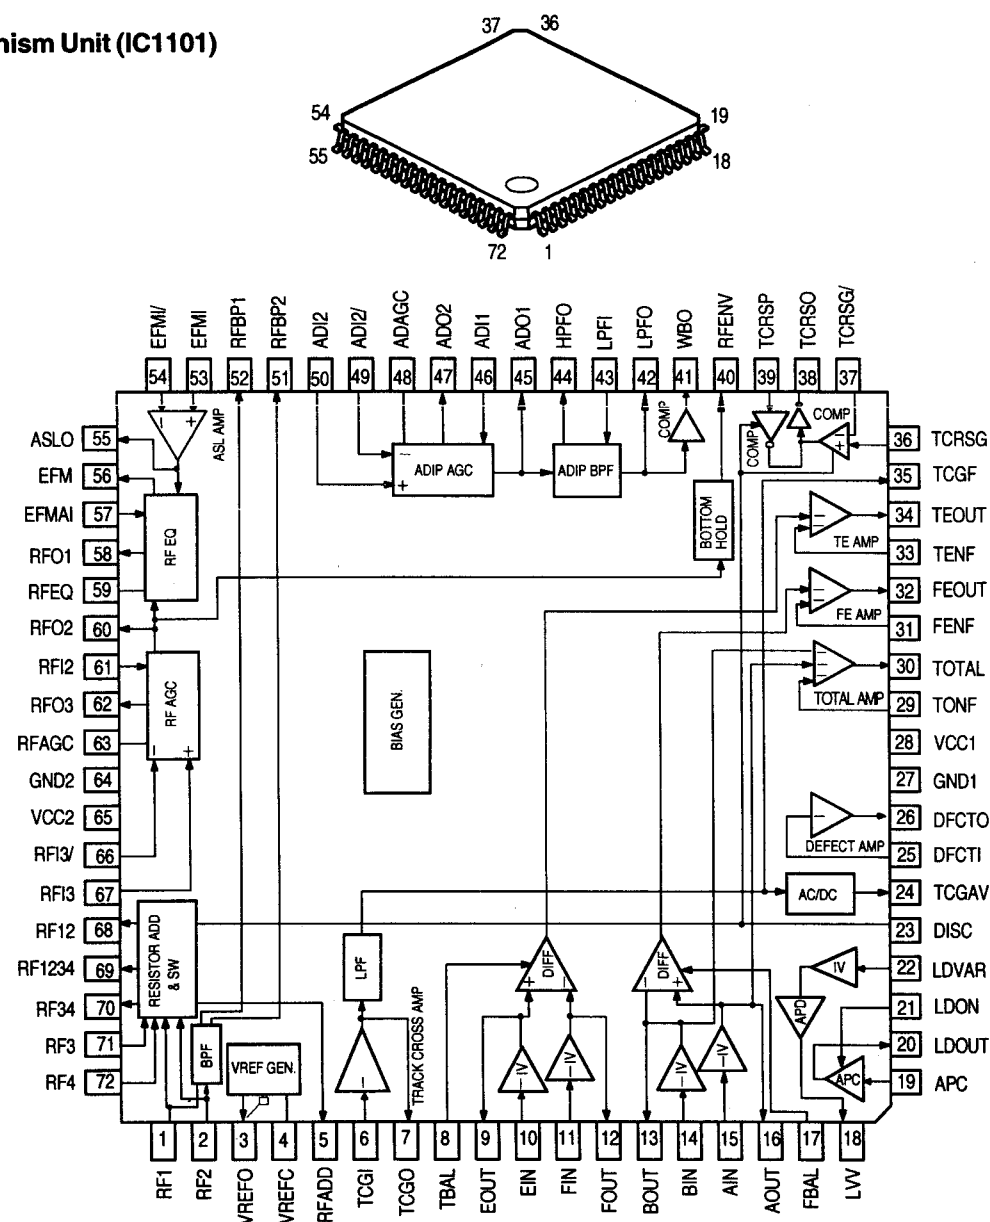 nism Unit (IC1101)
37 36
54 19
55 18
72 1
EFMI/ EFMI RFBP1 RFBP2 ADI2 ADI2/ ADAGC ADO2 ADI1 ADO1 HPFO LPFI LPFO WBO RFENV TCRSP TCRSO TCRSG/
54 53 52 51 50 49 48 47 46 45 44 43 42 41 40 39 38 37
ASLO 55
EFM 56
EFMAI 57
RFO1 58
RFEQ 59
RFO2 60
RFI2 61
RFO3 62
RFAGC 63
GND2 64
VCC2 65
RFI3/ 66
RFI3 67
RF12 68
RF1234 69
RF34 70
RF3 71
RF4 72
− +
ASL AMP
RF EQ
RF AGC
− +
RESISTOR ADD
& SW
BPF
VREF GEN.
−
+
ADIP AGC
ADIP BPF
COMP
BOTTOM
HOLD
COMP
COMP
−
+
BIAS GEN.
LPF
−
TRACK CROSS AMP
DIFF
+ −
−IV
−IV
DIFF
− +
−IV
−IV
−
−
TE AMP
−
−
FE AMP
−
−
−
TOTAL AMP
−
DEFECT AMP
AC/DC
IV
APD
APC
36 TCRSG
35 TCGF
34 TEOUT
33 TENF
32 FEOUT
31 FENF
30 TOTAL
29 TONF
28 VCC1
27 GND1
26 DFCTO
25 DFCTI
24 TCGAV
23 DISC
22 LDVAR
21 LDON
20 LDOUT
19 APC
1 2 3 4 5 6 7 8 9 10 11 12 13 14 15 16 17 18
RF1 RF2 VREFO VREFC RFADD TCGI TCGO TBAL EOUT EIN FIN FOUT BOUT BIN AIN AOUT FBAL LVV